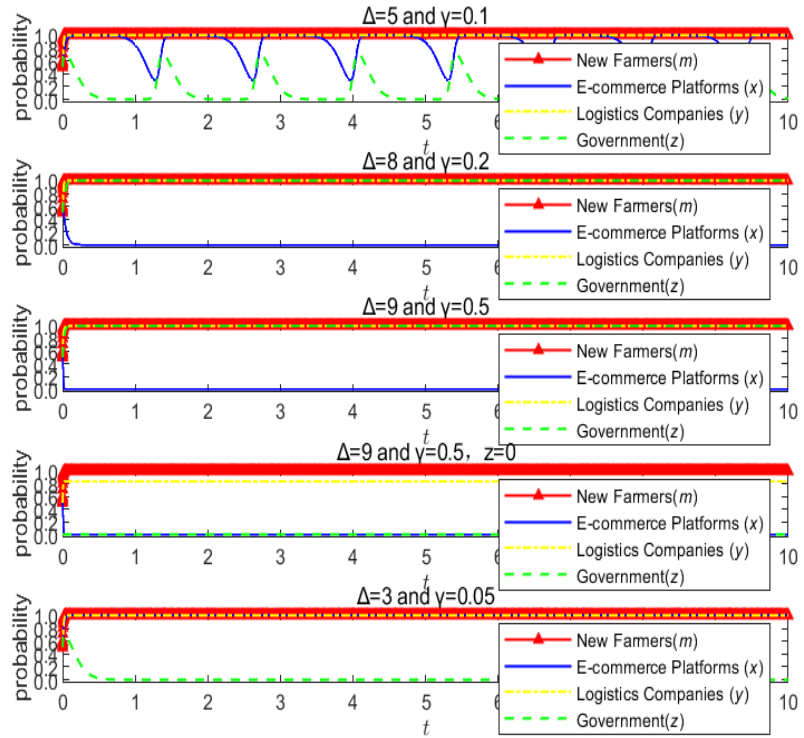 Δ=5 and γ=0.1
probability
1.0
0.8
0.6
0.4
0.2
0.0
0 1 2 3 4 5 6 10
t
New Farmers(m)
E-commerce Platforms (x)
Logistics Companies (y)
Government(z)
Δ=8 and γ=0.2
probability
1.0
0.8
0.6
0.4
0.2
0.0
0 1 2 3 4 5 6 10
t
New Farmers(m)
E-commerce Platforms (x)
Logistics Companies (y)
Government(z)
Δ=9 and γ=0.5
probability
1.0
0.8
0.6
0.4
0.2
0.0
0 1 2 3 4 5 6 10
t
New Farmers(m)
E-commerce Platforms (x)
Logistics Companies (y)
Government(z)
Δ=9 and γ=0.5，z=0
probability
1.0
0.8
0.6
0.4
0.2
0.0
0 1 2 3 4 5 6 10
t
New Farmers(m)
E-commerce Platforms (x)
Logistics Companies (y)
Government(z)
Δ=3 and γ=0.05
probability
1.0
0.8
0.6
0.4
0.2
0.0
0 1 2 3 4 5 6 10
t
New Farmers(m)
E-commerce Platforms (x)
Logistics Companies (y)
Government(z)